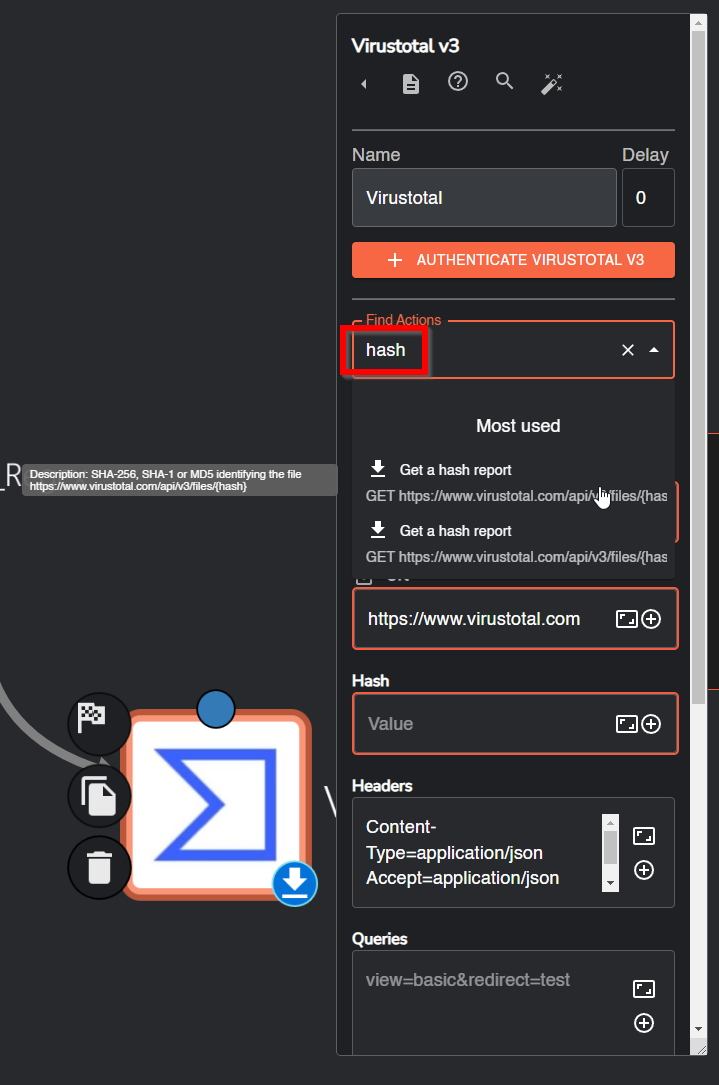 Virustotal v3
Name
Delay
Virustotal
0
AUTHENTICATE VIRUSTOTAL V3
Find Actions
hash
Most used
Get a hash report
GET https://www.virustotal.com/api/v3/files/{has
Get a hash report
GET https://www.virustotal.com/api/v3/files/{has
_R
Description: SHA-256, SHA-1 or MD5 identifying the file
https://www.virustotal.com/api/v3/files/{hash}
https://www.virustotal.com
Hash
Value
V
Headers
Content-
Type=application/json
Accept=application/json
Queries
view=basic&redirect=test